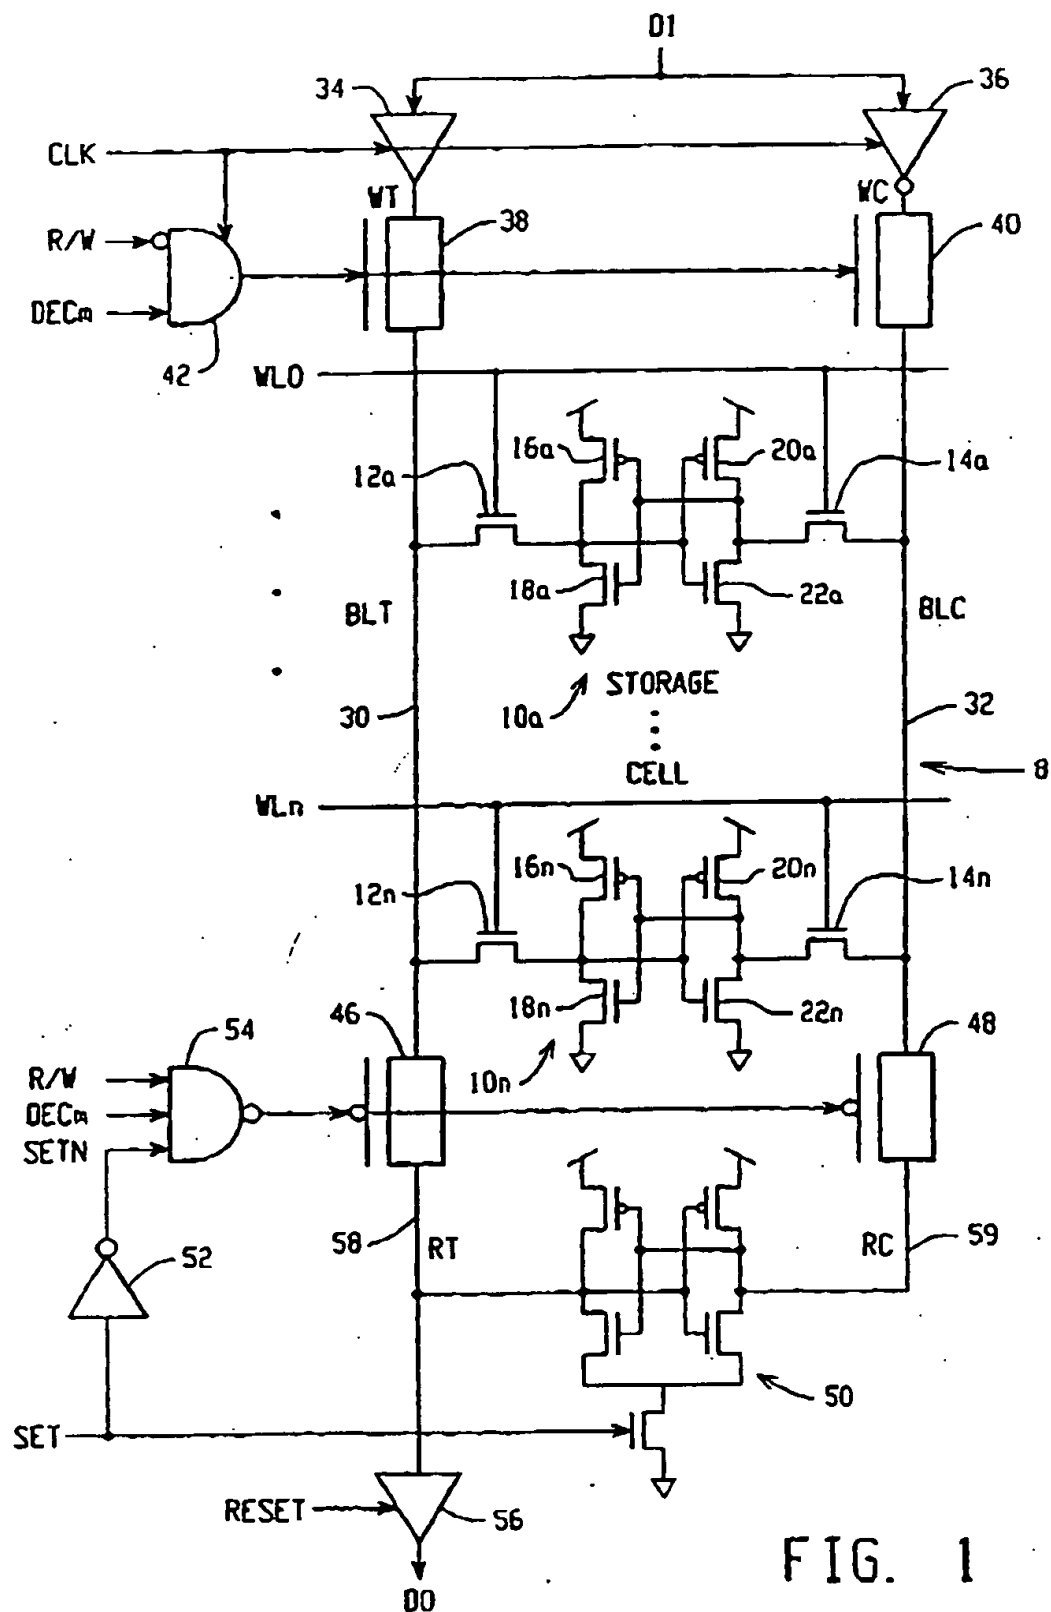 D1
34
36
CLK
WT
WC
R/W
38
40
DECm
42
WL0
16a
20a
12a
14a
18a
22a
BLT
BLC
10a
STORAGE
30
32
CELL
8
WLn
16n
20n
12n
14n
18n
22n
54
46
48
10n
R/W
DECm
SETN
52
58
RT
RC
59
50
SET
RESET
56
DO
FIG. 1